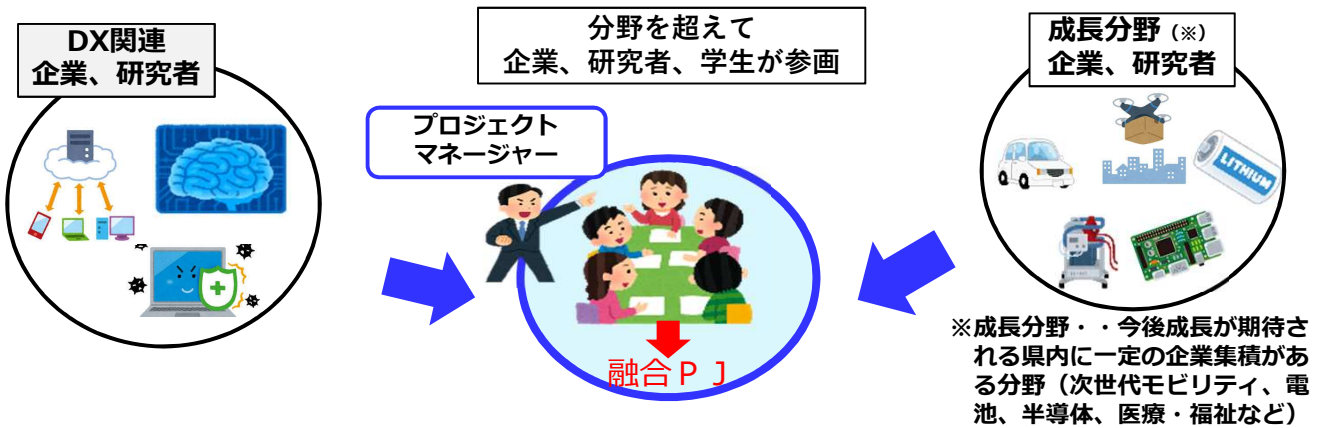 DX関連
企業、研究者
分野を超えて
企業、研究者、学生が参画
成長分野（※）
企業、研究者
プロジェクト
マネージャー
LITHIUM
融合ＰＪ
※成長分野・・今後成長が期待さ
れる県内に一定の企業集積があ
る分野（次世代モビリティ、電
池、半導体、医療・福祉など）